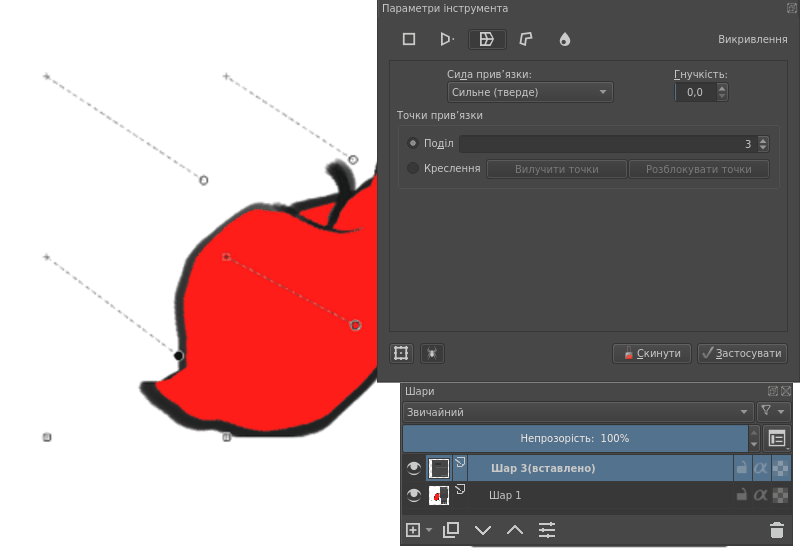 Параметри інструмента
Викривлення
Сила прив’язки:
Гнучкість:
Сильне (тверде)
0,0
Точки прив’язки
Поділ
3
Креслення
Вилучити точки
Розблокувати точки
Скинути
Застосувати
Шари
Звичайний
Непрозорість: 100%
Шар 3(вставлено)
Шар 1